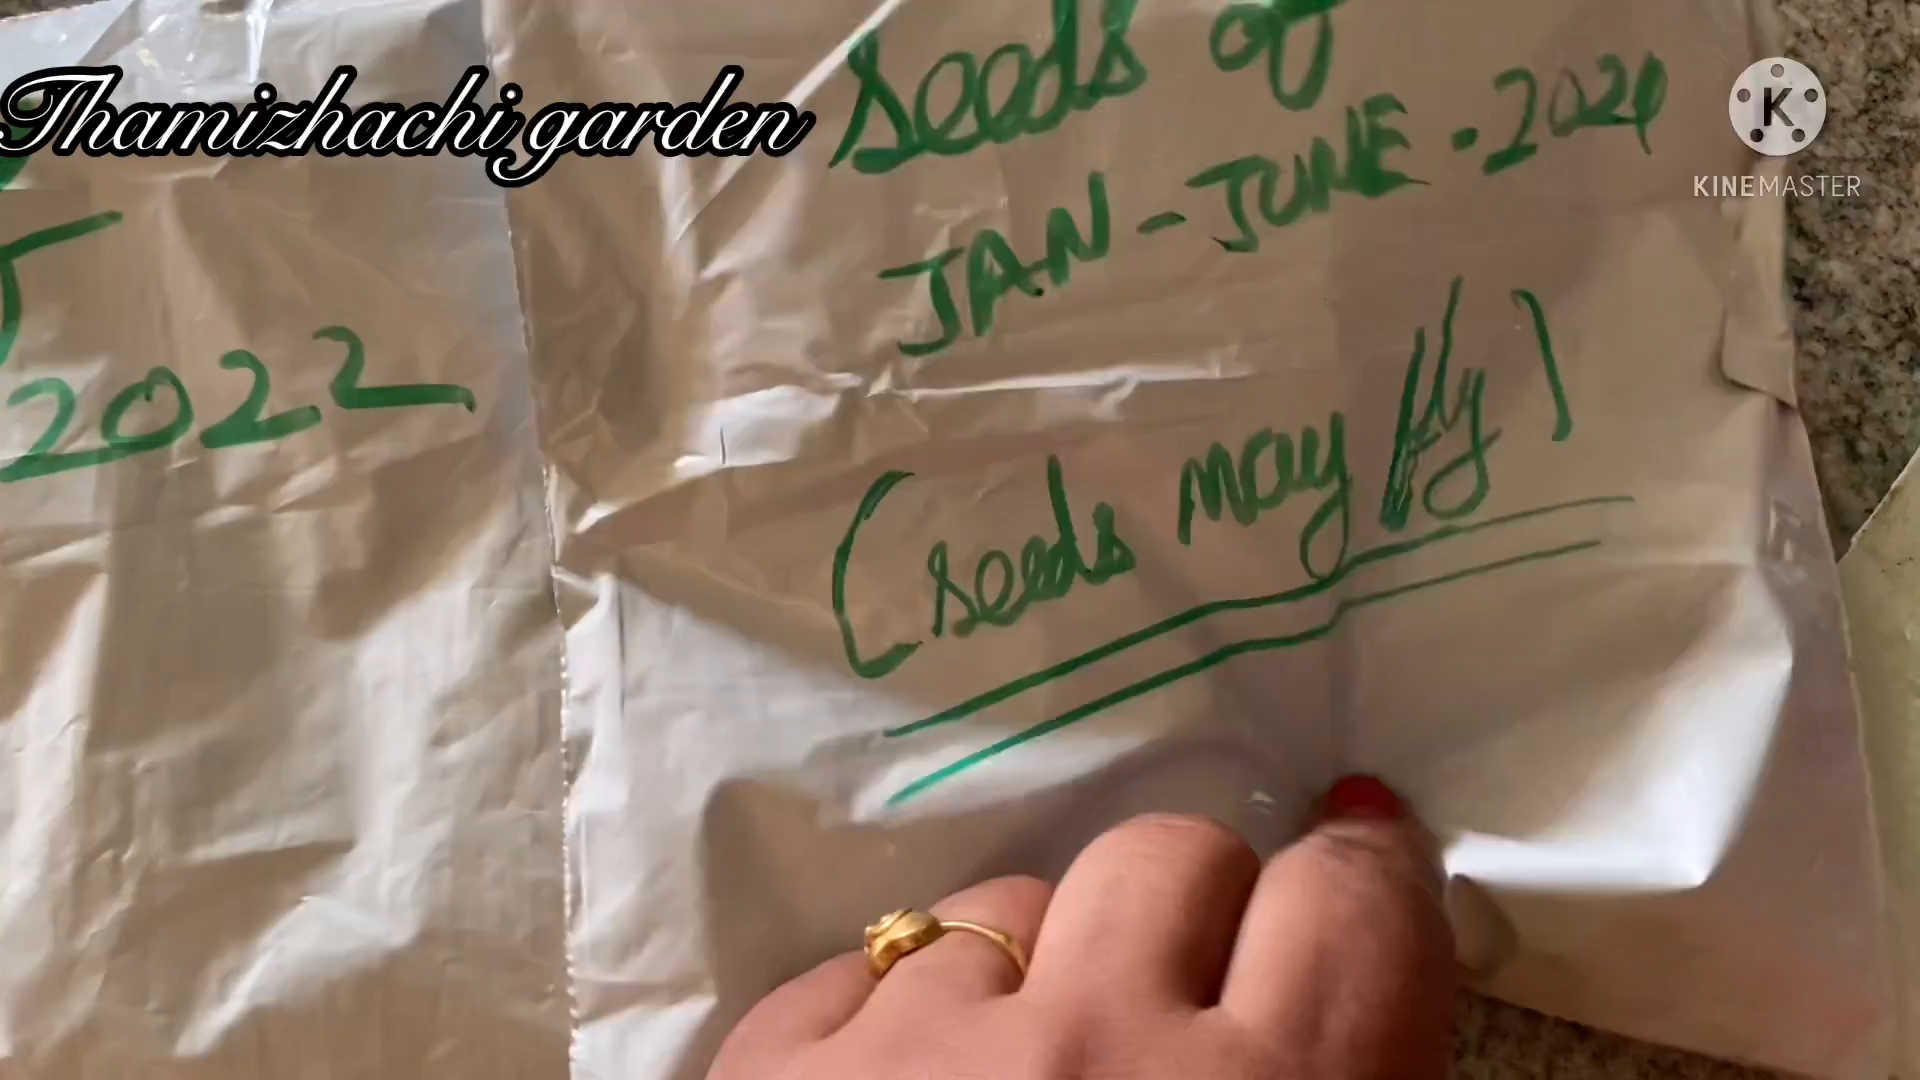 Thamizhachi garden
KINEMASTER
2022
seeds of
JAN-JUNE-2021
(seeds may fly)